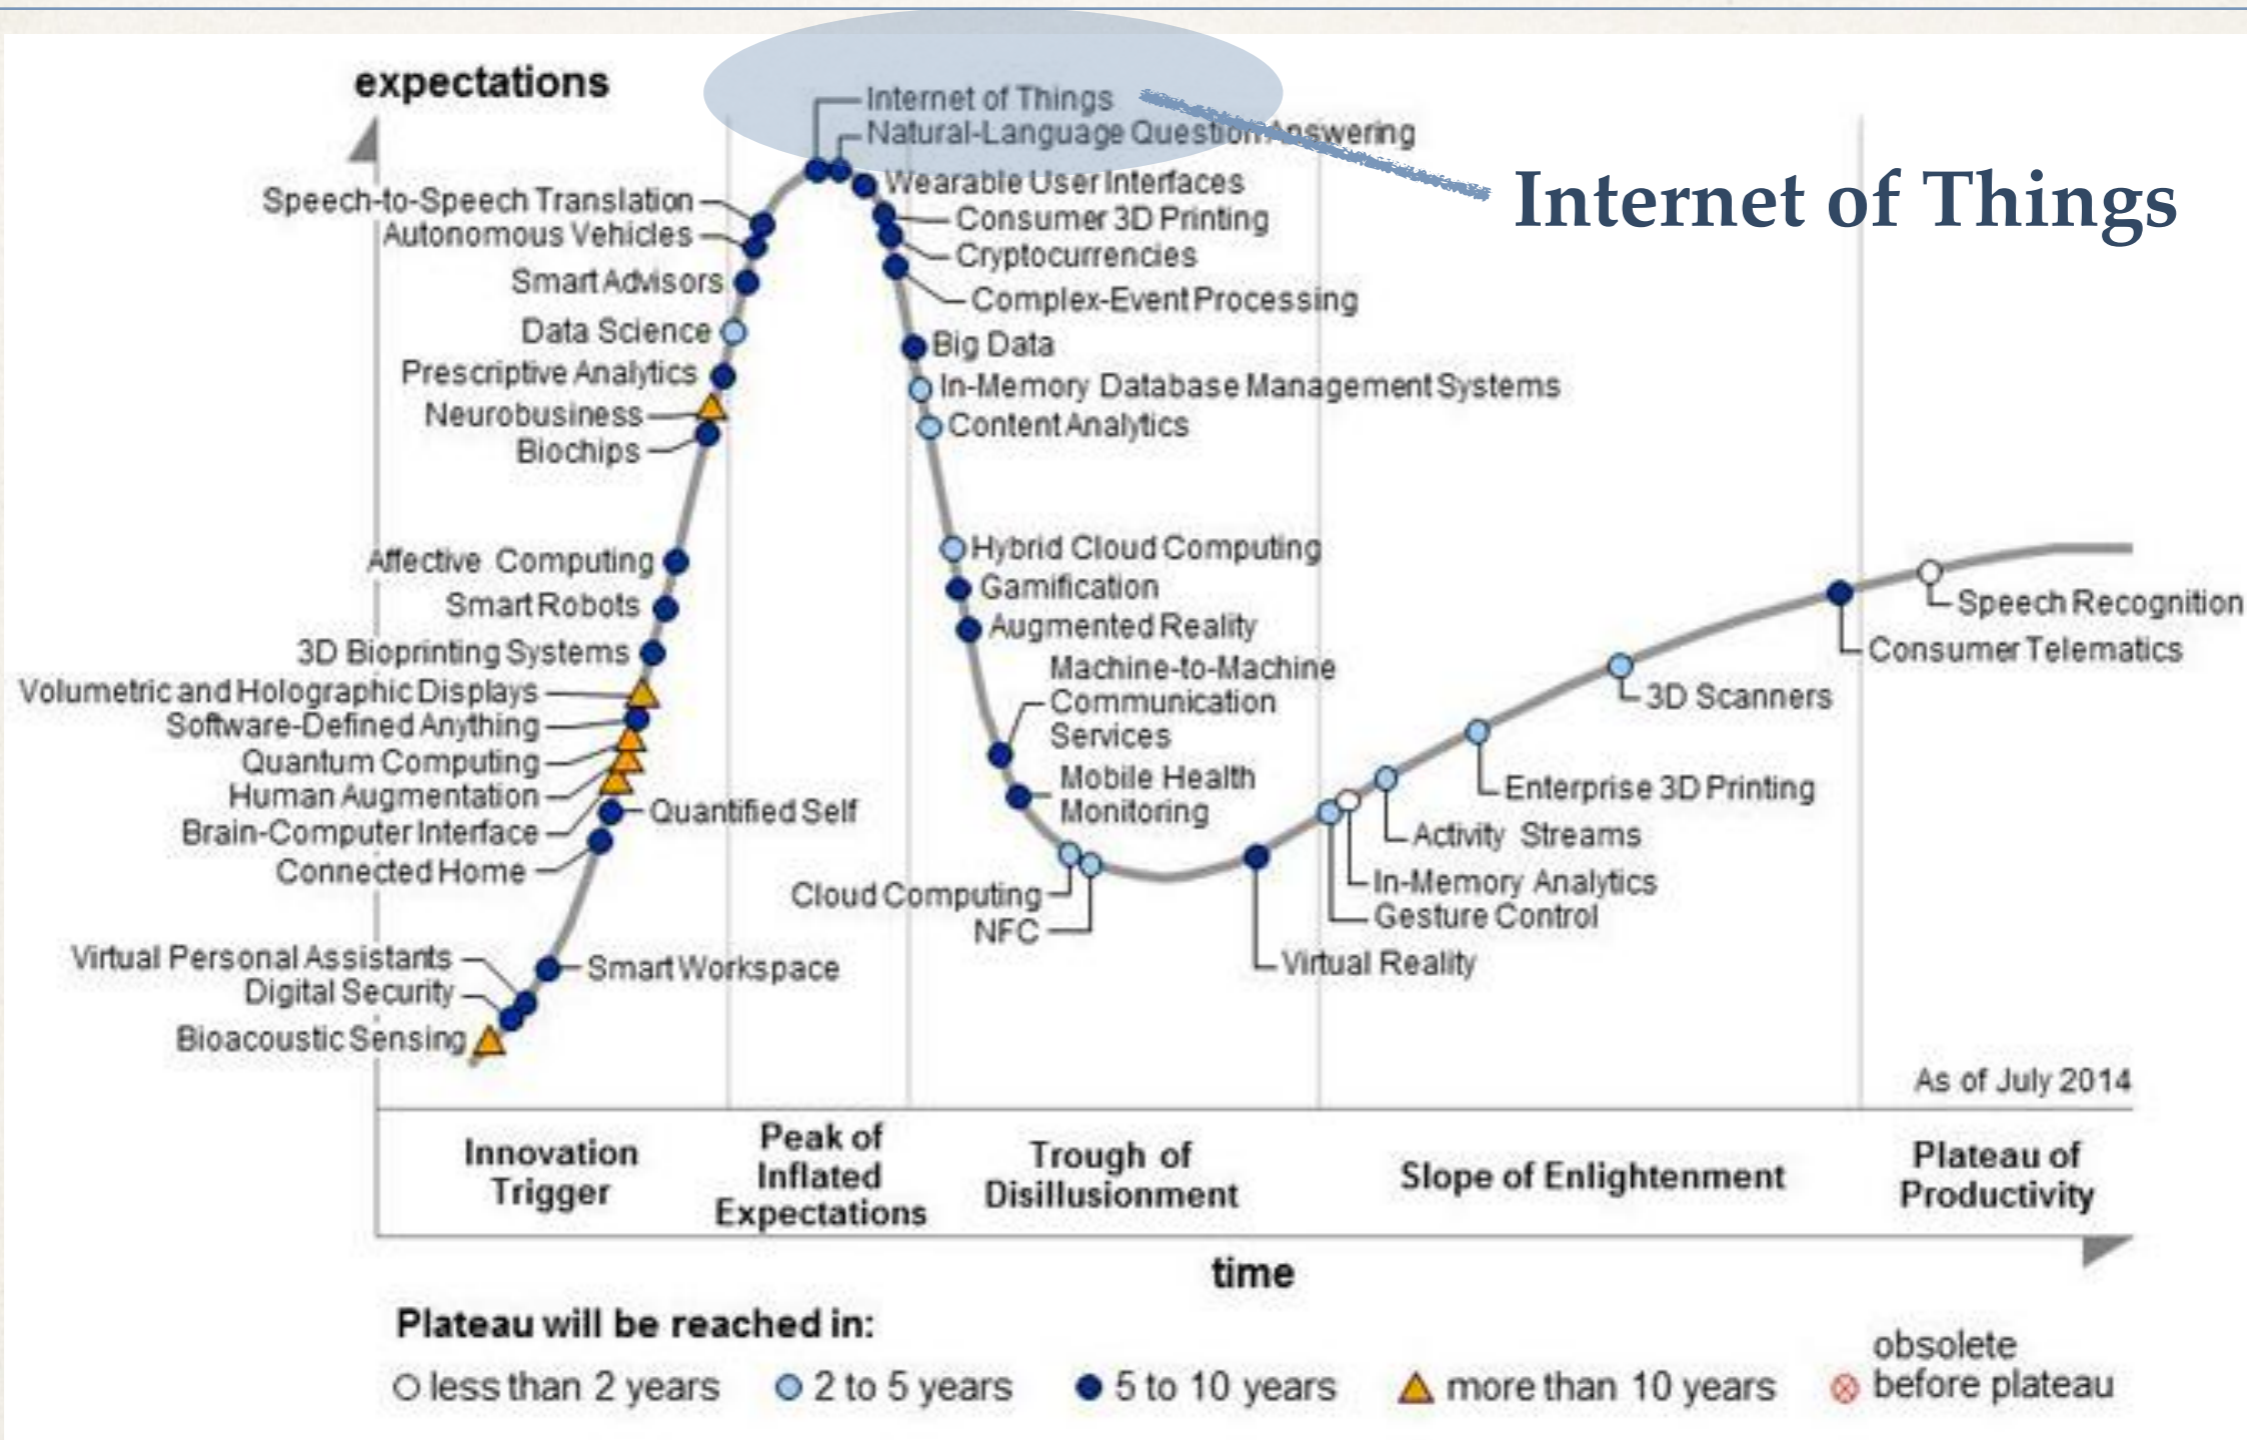 expectations
Internet of Things
Natural-Language Question Answering
Wearable User Interfaces
Consumer 3D Printing
Cryptocurrencies
Complex-Event Processing
Big Data
In-Memory Database Management Systems
Content Analytics
Internet of Things
Speech-to-Speech Translation
Autonomous Vehicles
Smart Advisors
Data Science
Prescriptive Analytics
Neurobusiness
Biochips
Affective Computing
Smart Robots
3D Bioprinting Systems
Volumetric and Holographic Displays
Software-Defined Anything
Quantum Computing
Human Augmentation
Brain-Computer Interface
Connected Home
Quantified Self
Virtual Personal Assistants
Digital Security
Bioacoustic Sensing
Smart Workspace
Hybrid Cloud Computing
Gamification
Augmented Reality
Machine-to-Machine
Communication
Services
Mobile Health
Monitoring
Cloud Computing
NFC
Virtual Reality
Gesture Control
In-Memory Analytics
Activity Streams
Enterprise 3D Printing
3D Scanners
Consumer Telematics
Speech Recognition
As of July 2014
Innovation
Trigger
Peak of
Inflated
Expectations
Trough of
Disillusionment
Slope of Enlightenment
Plateau of
Productivity
time
Plateau will be reached in:
less than 2 years
2 to 5 years
5 to 10 years
more than 10 years
obsolete
before plateau